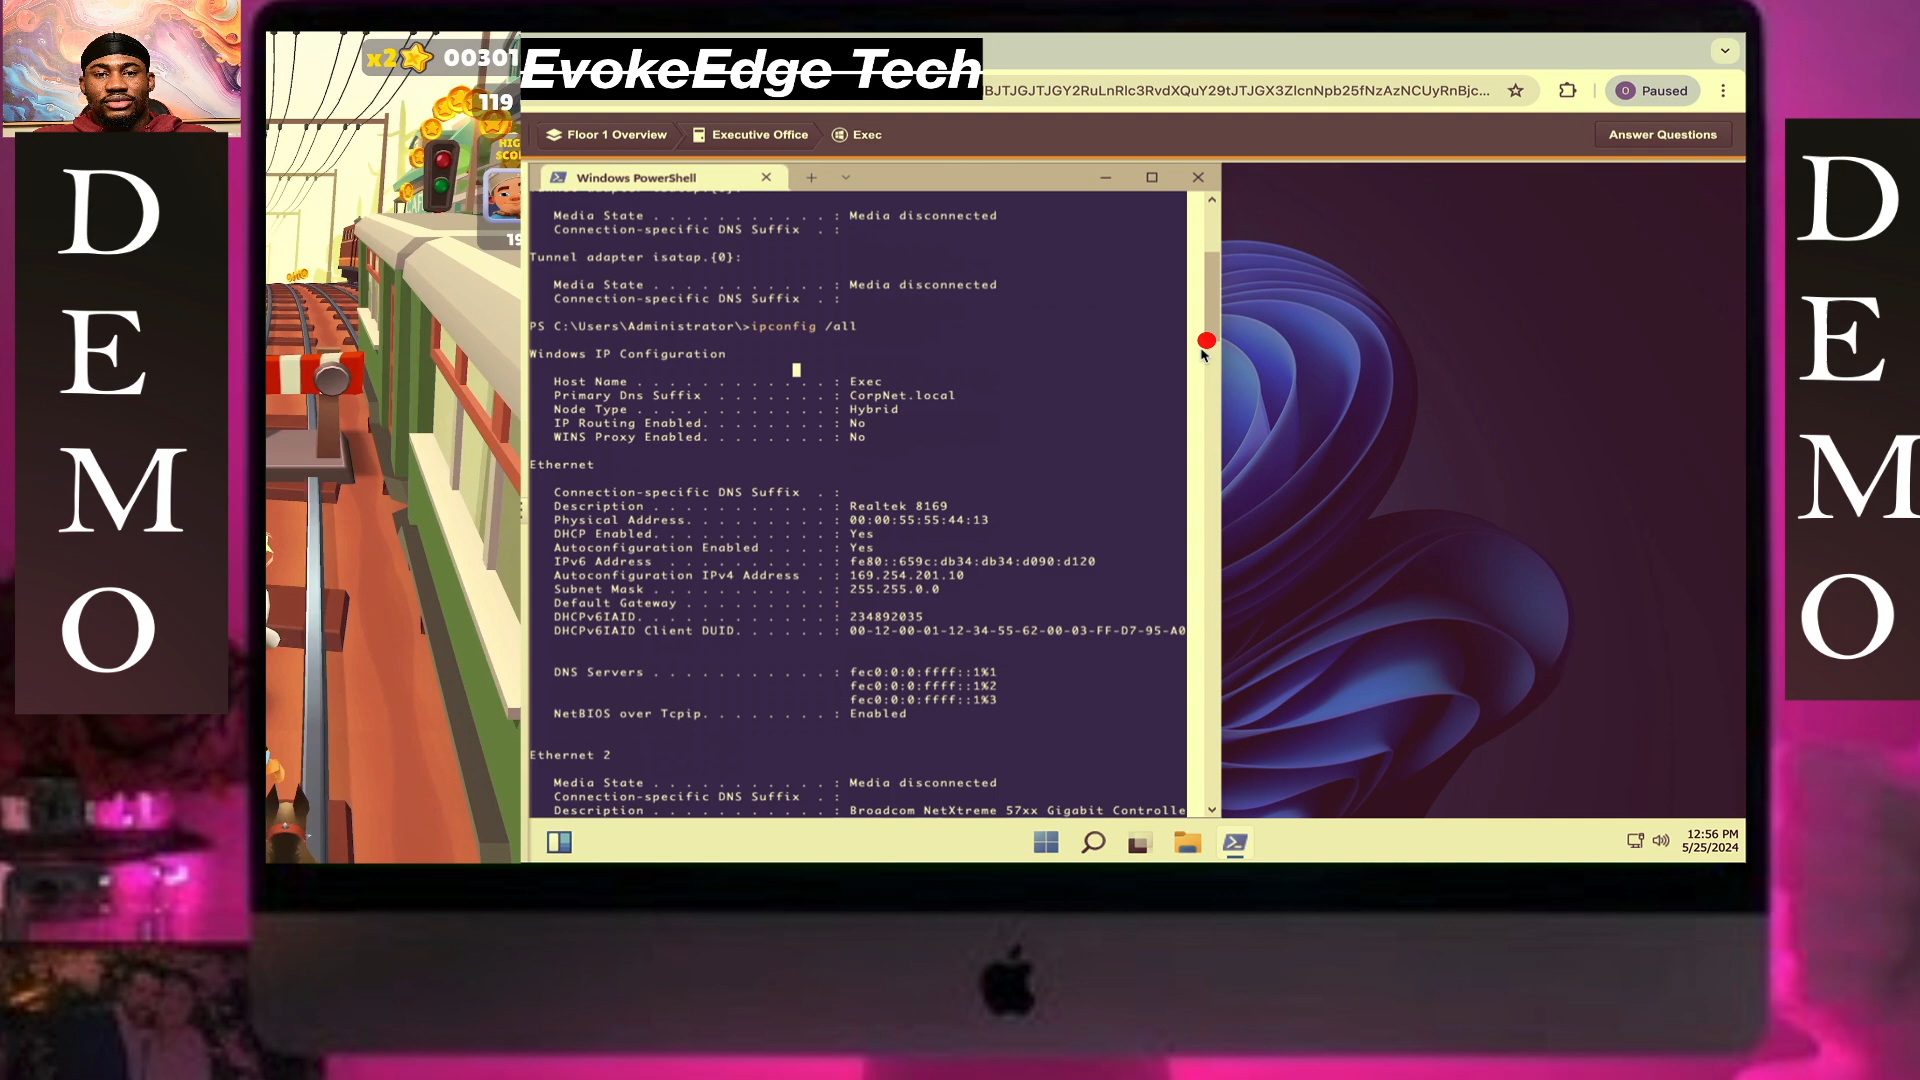 DEMO
x2 00301
119
HIG
SCO
19
EvokeEdge Tech
BJTJGJTJGY2RuLnRlc3RvdXQuY29tJTJGX3ZlcnNpb25fNzAzNCUyRnBjc...
O Paused
Floor 1 Overview
Executive Office
Exec
Answer Questions
Windows PowerShell
Media State . . . . . . . . . . . : Media disconnected
Connection-specific DNS Suffix . :
Tunnel adapter isatap.{0}:
Media State . . . . . . . . . . . : Media disconnected
Connection-specific DNS Suffix . :
PS C:\Users\Administrator\>ipconfig /all
Windows IP Configuration
Host Name . . . . . . . . . . . . : Exec
Primary Dns Suffix . . . . . . . : CorpNet.local
Node Type . . . . . . . . . . . . : Hybrid
IP Routing Enabled. . . . . . . . : No
WINS Proxy Enabled. . . . . . . . : No
Ethernet
Connection-specific DNS Suffix . :
Description . . . . . . . . . . . : Realtek 8169
Physical Address. . . . . . . . . : 00:00:55:55:44:13
DHCP Enabled. . . . . . . . . . . : Yes
Autoconfiguration Enabled . . . . : Yes
IPv6 Address . . . . . . . . . . : fe80::659c:db34:db34:d090:d120
Autoconfiguration IPv4 Address . : 169.254.201.10
Subnet Mask . . . . . . . . . . . : 255.255.0.0
Default Gateway . . . . . . . . . :
DHCPv6IAID. . . . . . . . . . . . : 234892035
DHCPv6IAID Client DUID. . . . . . : 00-12-00-01-12-34-55-62-00-03-FF-D7-95-A0
DNS Servers . . . . . . . . . . . : fec0:0:0:ffff::1%1
fec0:0:0:ffff::1%2
fec0:0:0:ffff::1%3
NetBIOS over Tcpip. . . . . . . . : Enabled
Ethernet 2
Media State . . . . . . . . . . . : Media disconnected
Connection-specific DNS Suffix . :
Description . . . . . . . . . . . : Broadcom NetXtreme 57xx Gigabit Controlle
12:56 PM
5/25/2024
DEMO